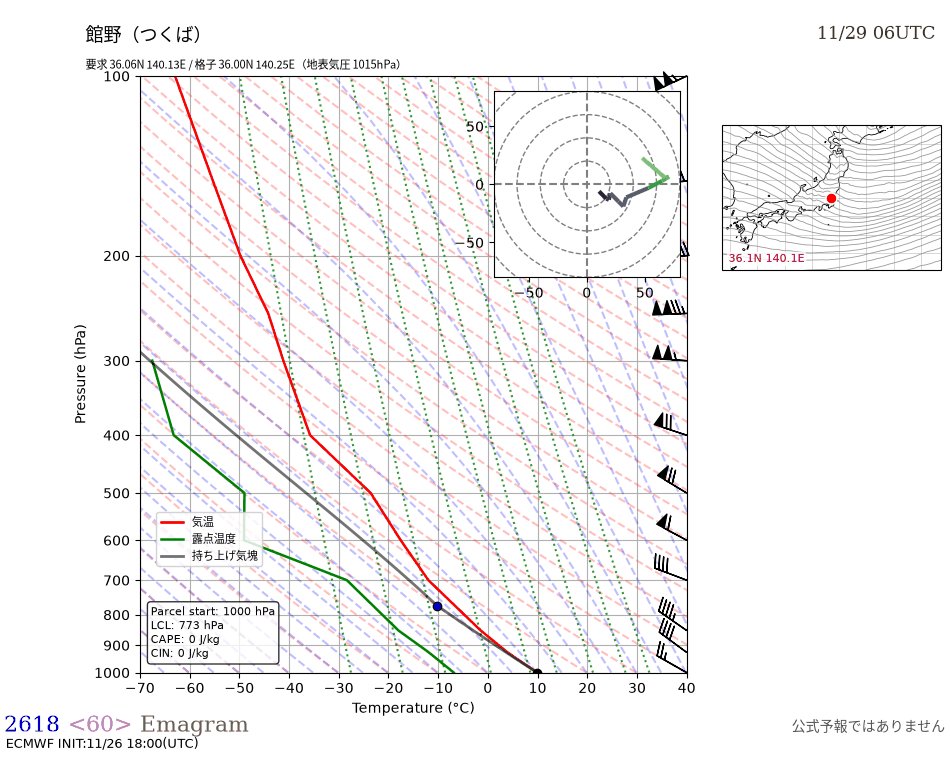 館野（つくば）
11/29 06UTC
要求 36.06N 140.13E / 格子 36.00N 140.25E（地表気圧 1015hPa）
100
200
300
400
500
600
700
800
900
1000
Pressure (hPa)
50
0
−50
−50 0 50
36.1N 140.1E
気温
露点温度
持ち上げ気塊
Parcel start: 1000 hPa
LCL: 773 hPa
CAPE: 0 J/kg
CIN: 0 J/kg
−70 −60 −50 −40 −30 −20 −10 0 10 20 30 40
Temperature (°C)
2618 <60> Emagram
公式予報ではありません
ECMWF INIT:11/26 18:00(UTC)